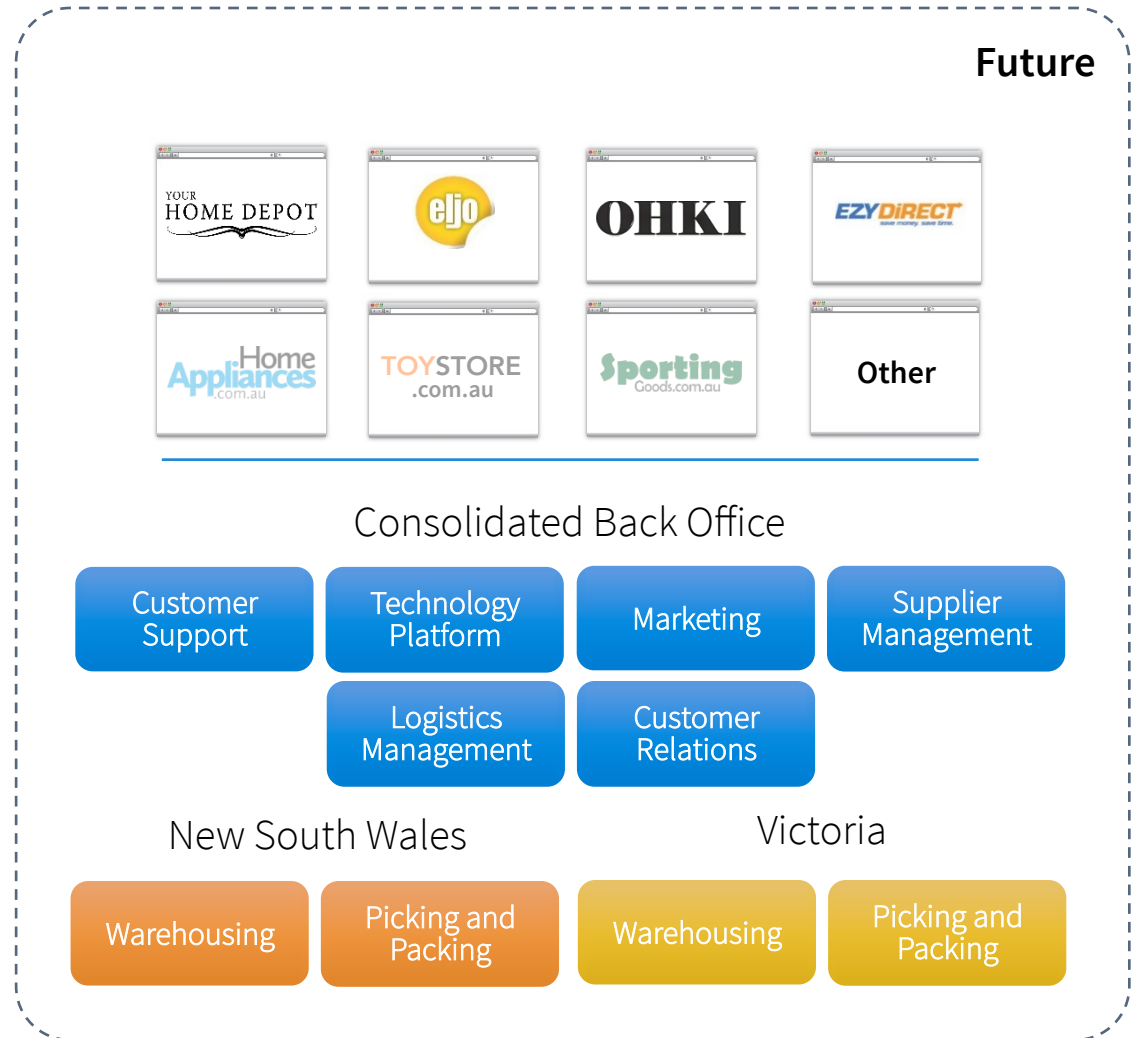 Future
YOUR
HOME DEPOT
eljo
OHKI
EZYDiRECT
save money. save time.
Home
Appliances
.com.au
TOYSTORE
.com.au
Sporting
Goods.com.au
Other
Consolidated Back Office
Customer
Support
Technology
Platform
Marketing
Supplier
Management
Logistics
Management
Customer
Relations
New South Wales
Victoria
Warehousing
Picking and
Packing
Warehousing
Picking and
Packing